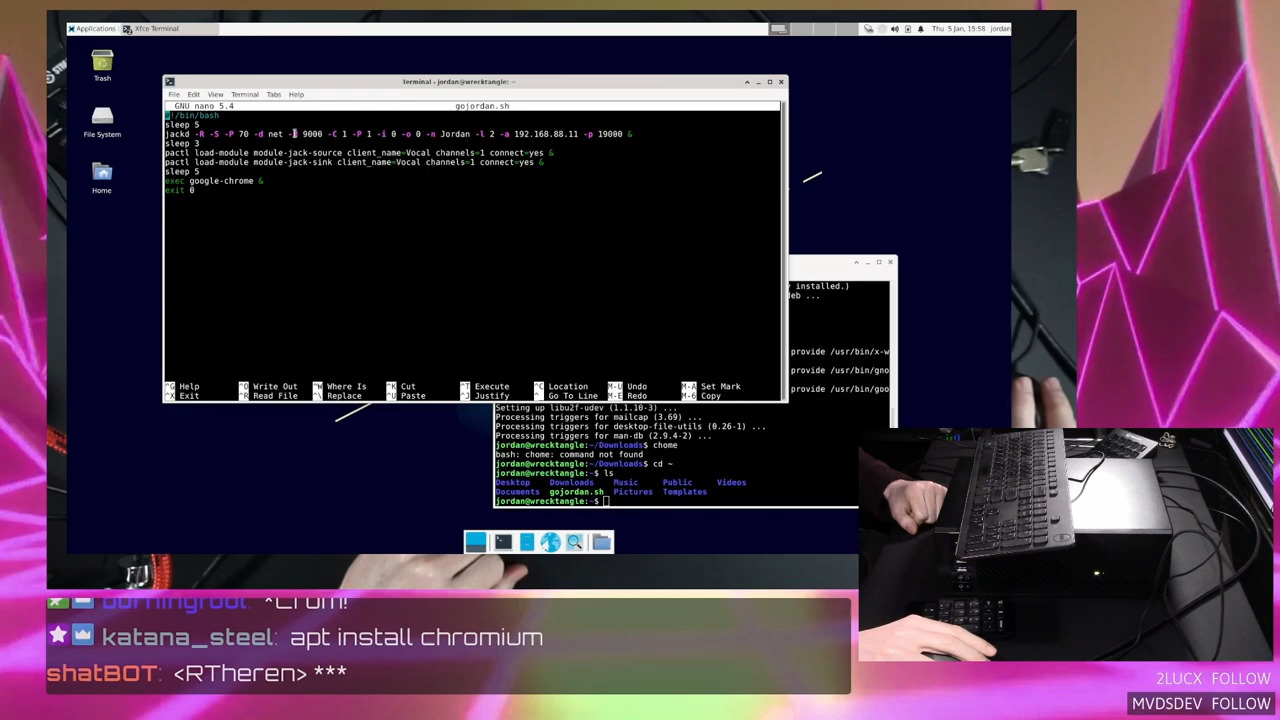 Applications Xfce Terminal
Thu 5 Jan, 15:58 jordan
Trash
File System
Home
Terminal - jordan@wrecktangle: ~
File Edit View Terminal Tabs Help
GNU nano 5.4 gojordan.sh
#!/bin/bash
sleep 5
jackd -R -S -P 70 -d net - 9000 -C 1 -P 1 -i 0 -o 0 -n Jordan -l 2 -a 192.168.88.11 -p 19000 &
sleep 3
pactl load-module module-jack-source client_name=Vocal channels=1 connect=yes &
pactl load-module module-jack-sink client_name=Vocal channels=1 connect=yes &
sleep 5
exec google-chrome &
exit 0
^G Help ^O Write Out ^W Where Is ^K Cut ^T Execute ^C Location M-U Undo M-A Set Mark
^X Exit ^R Read File ^\ Replace ^U Paste ^J Justify ^_ Go To Line M-E Redo M-6 Copy
y installed.)
deb ...
provide /usr/bin/x-w
provide /usr/bin/gno
provide /usr/bin/goo
Setting up libu2f-udev (1.1.10-3) ...
Processing triggers for mailcap (3.69) ...
Processing triggers for desktop-file-utils (0.26-1) ...
Processing triggers for man-db (2.9.4-2) ...
jordan@wrecktangle:~/Downloads$ chome
bash: chome: command not found
jordan@wrecktangle:~/Downloads$ cd ~
jordan@wrecktangle:~$ ls
Desktop Downloads Music Public Videos
Documents gojordan.sh Pictures Templates
jordan@wrecktangle:~$
burningfool: *Crom!
katana_steel: apt install chromium
shatBOT: <RTheren> ***
2LUCX FOLLOW
MVDSDEV FOLLOW